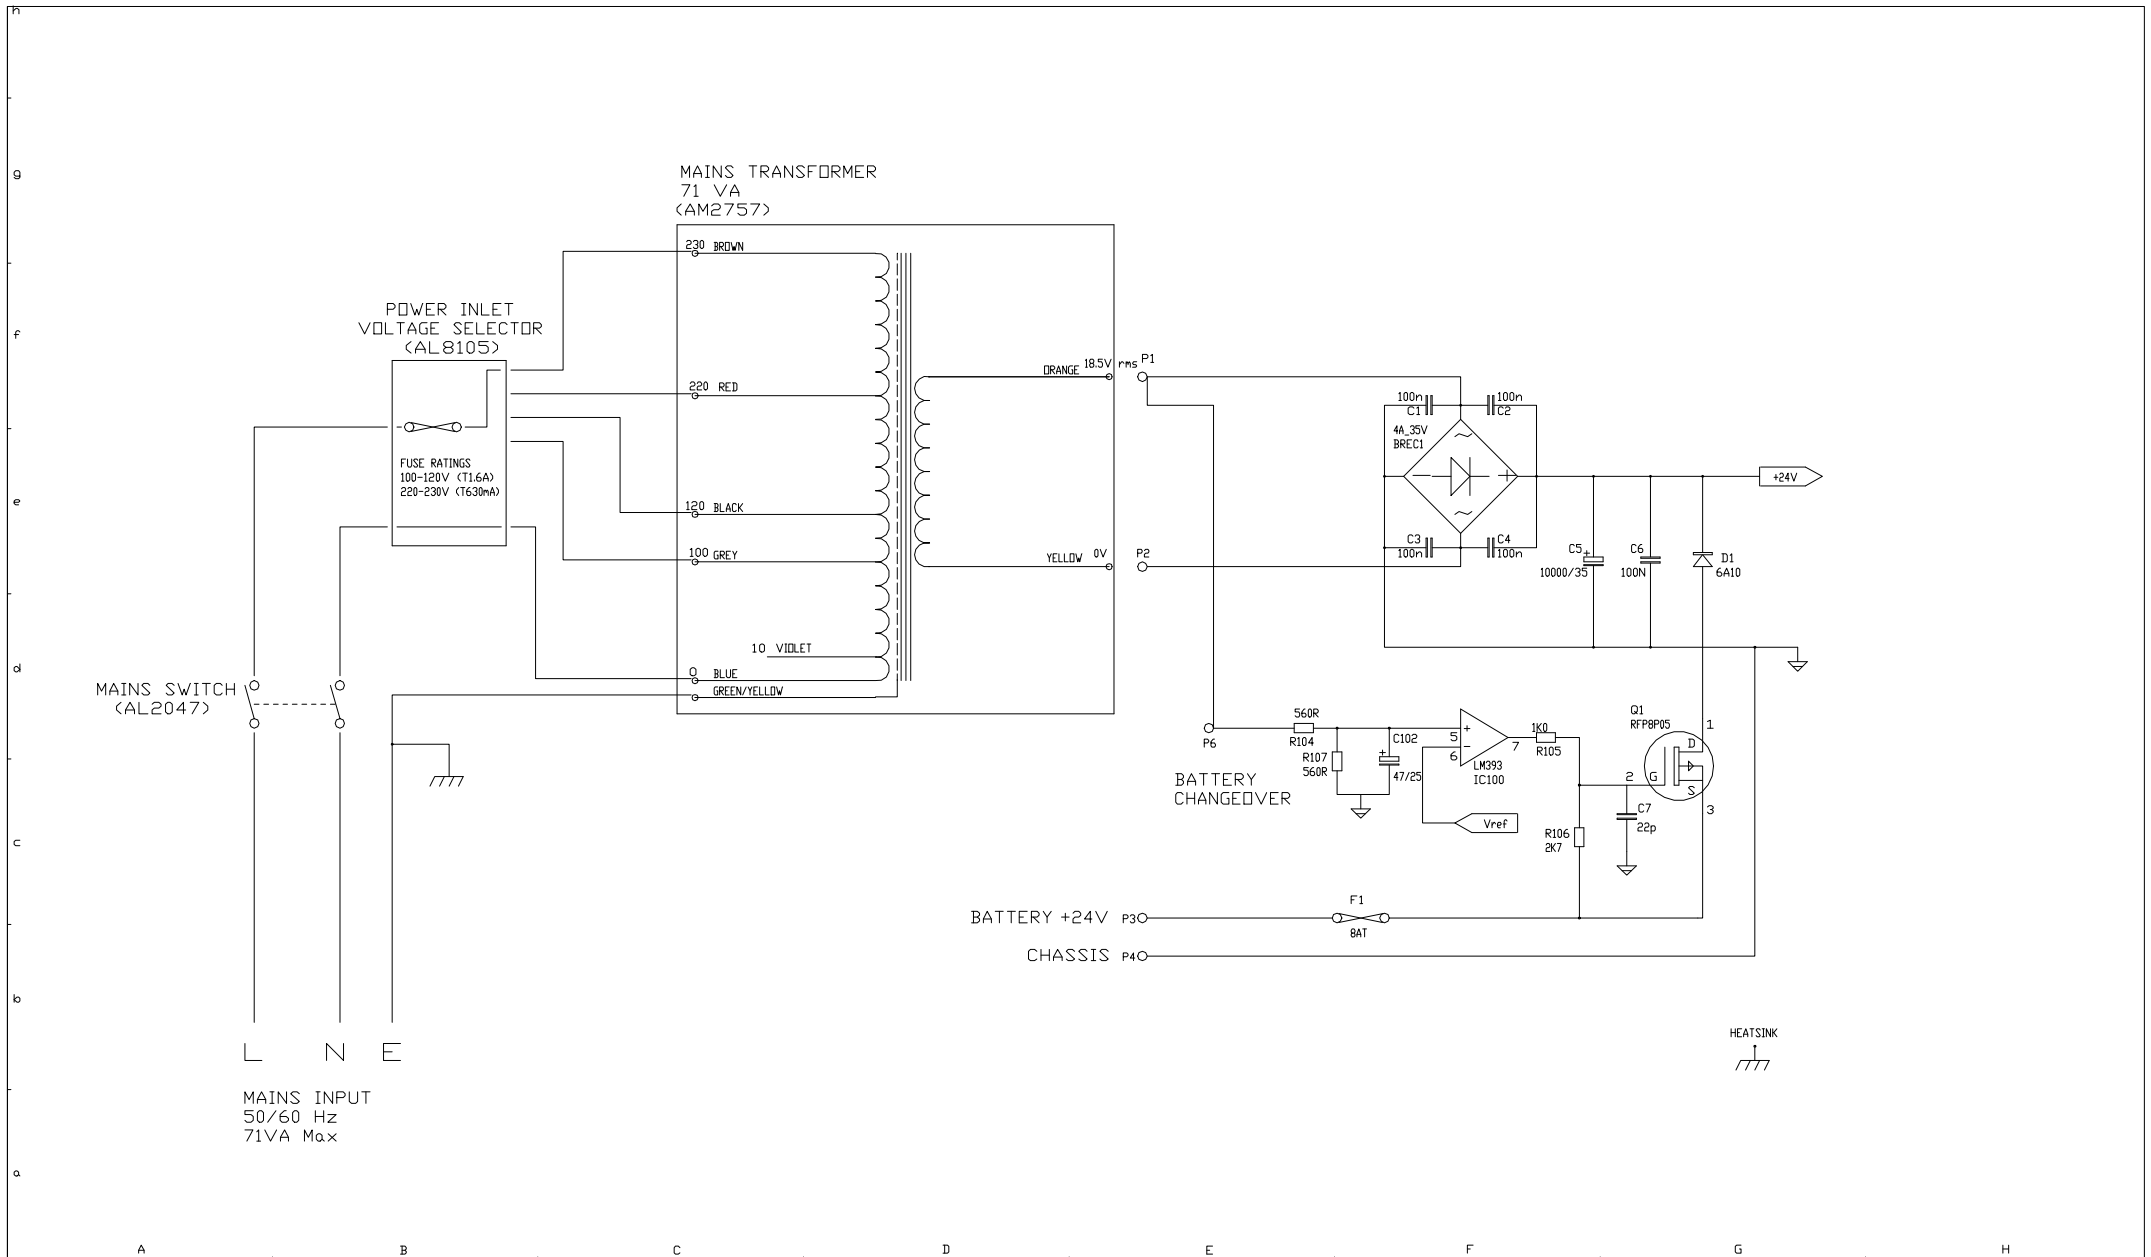 h
g
MAINS TRANSFORMER
71 VA
(AM2757)
230 BROWN
POWER INLET
VOLTAGE SELECTOR
(AL8105)
f
ORANGE 18.5V rms P1
220 RED
100n
C1
100n
C2
4A_35V
BREC1
FUSE RATINGS
100-120V (T1.6A)
220-230V (T630mA)
+24V
e
120 BLACK
100 GREY
YELLOW 0V P2
C3
100n
C4
100n
C5
+
10000/35
C6
100N
D1
6A10
10 VIOLET
d
0 BLUE
GREEN/YELLOW
MAINS SWITCH
(AL2047)
560R
R104
P6
R107
560R
+
C102
47/25
+
5
-
6
7
LM393
IC100
1K0
R105
Q1
RFP8P05
1
D
2 G
S
3
BATTERY
CHANGEOVER
Vref
C7
22p
R106
2K7
c
F1
8AT
BATTERY +24V P3
CHASSIS P4
b
HEATSINK
L N E
MAINS INPUT
50/60 Hz
71VA Max
a
A B C D E F G H